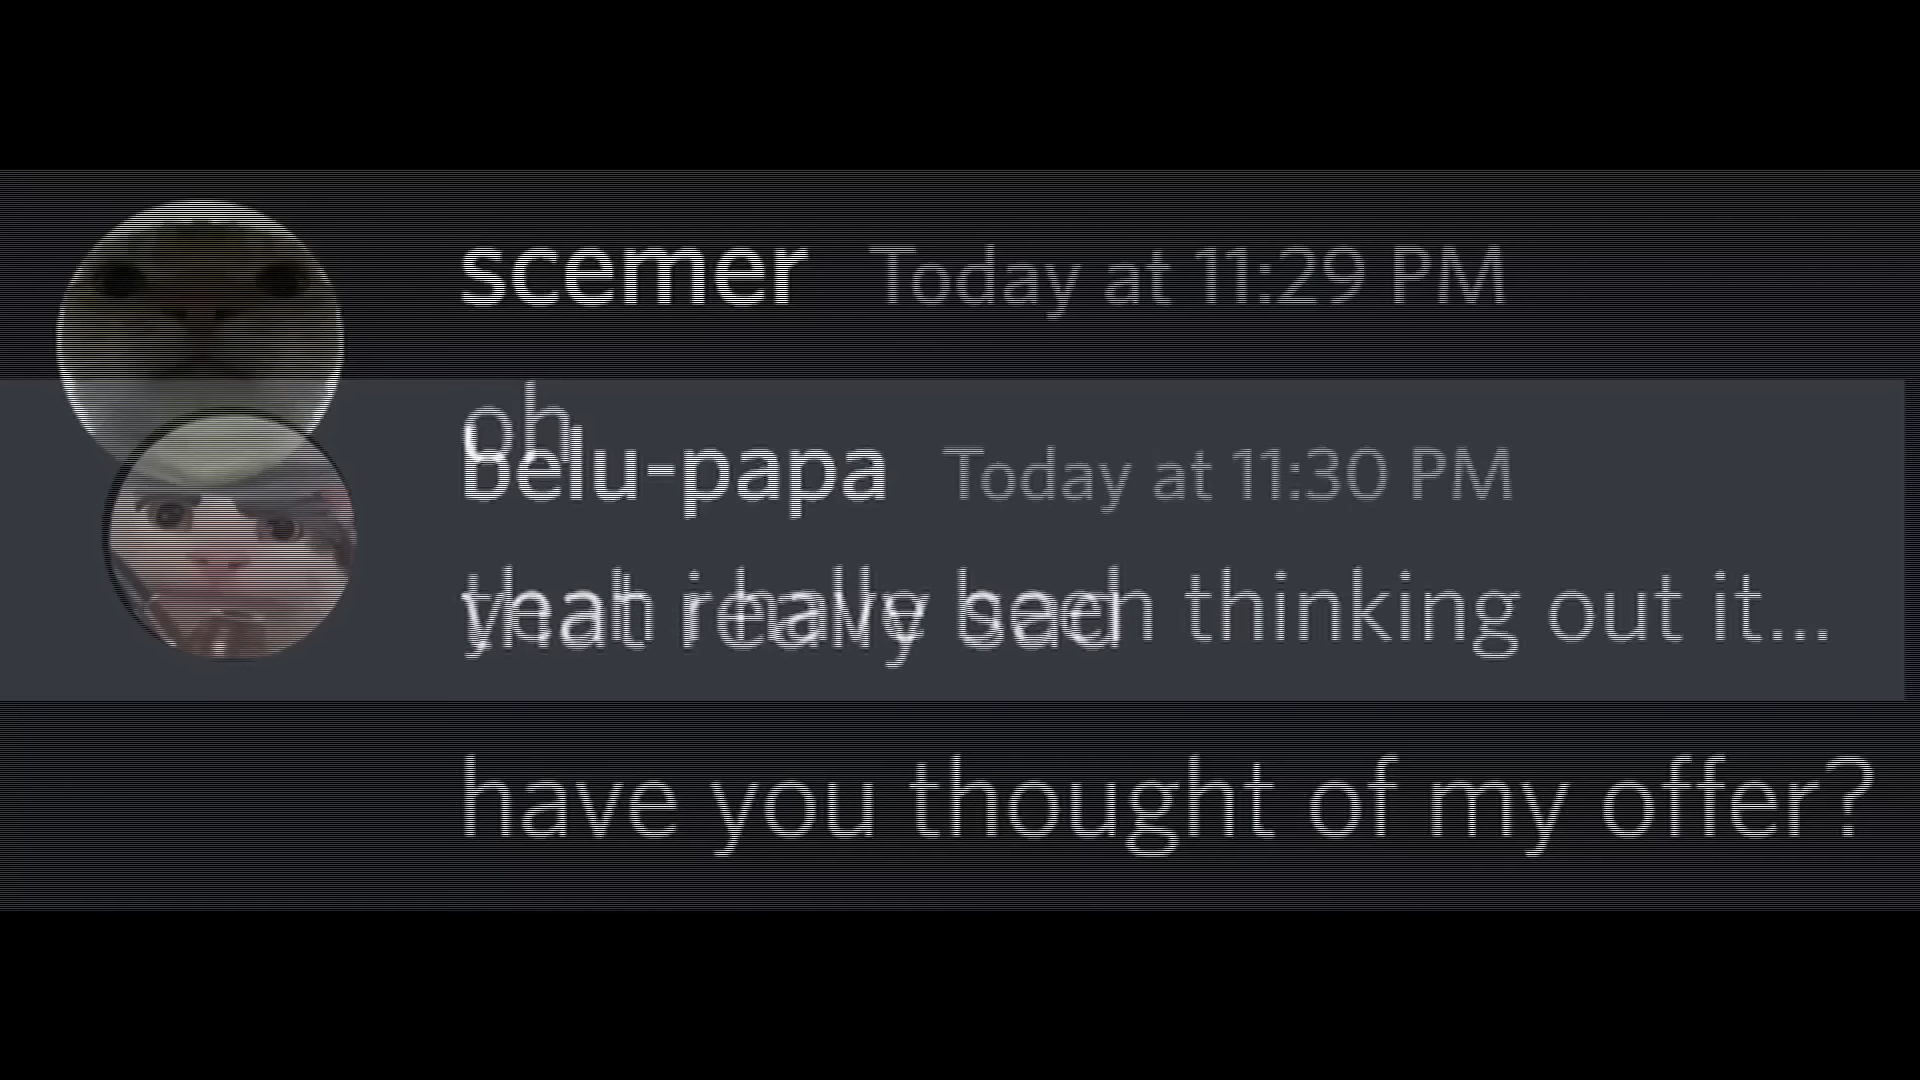 scemer Today at 11:29 PM
oh
that really sad
have you thought of my offer?
belu-papa Today at 11:30 PM
yeah i have been thinking out it...